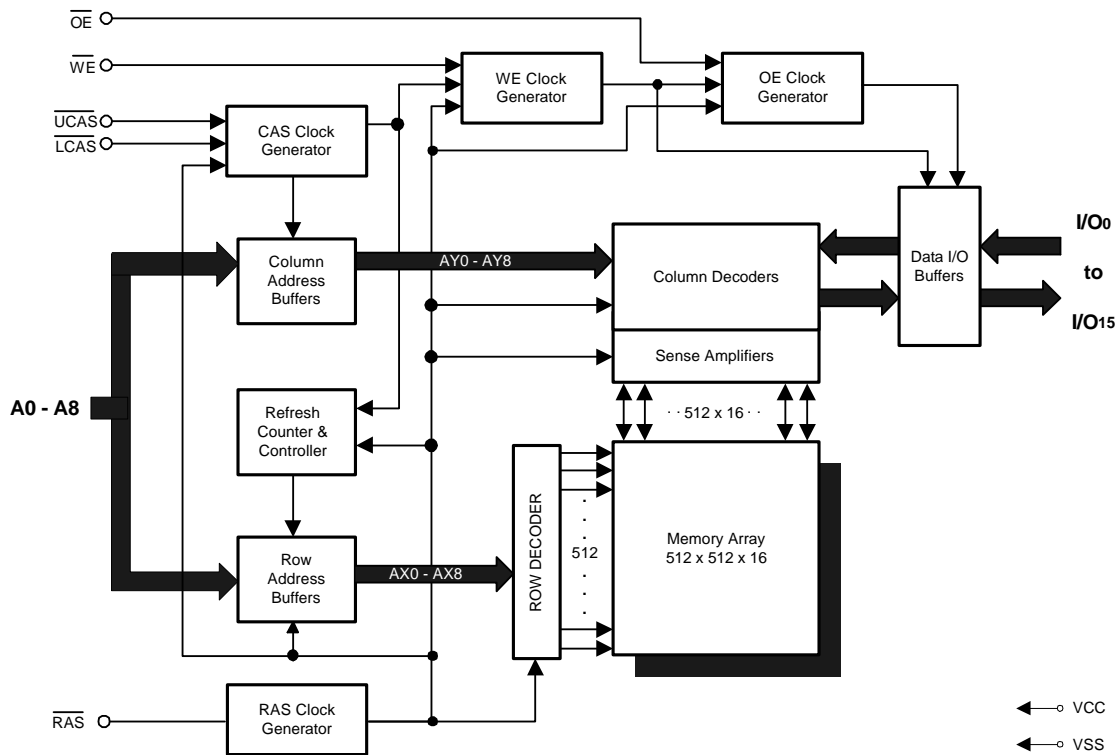 OE
WE
UCAS
LCAS
CAS Clock
Generator
WE Clock
Generator
OE Clock
Generator
Column
Address
Buffers
AY0 - AY8
Column Decoders
Sense Amplifiers
Data I/O
Buffers
I/O0
to
I/O15
A0 - A8
Refresh
Counter &
Controller
· · 512 x 16 · ·
Row
Address
Buffers
AX0 - AX8
ROW DECODER
512
Memory Array
512 x 512 x 16
RAS
RAS Clock
Generator
VCC
VSS